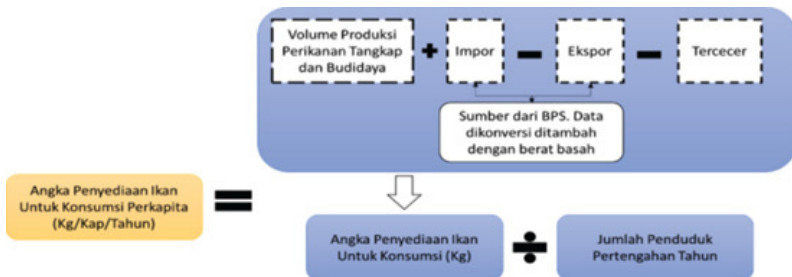 Volume Produksi
Perikanan Tangkap
dan Budidaya
+
Impor
−
Ekspor
−
Tercecer
Sumber dari BPS. Data
dikonversi ditambah
dengan berat basah
Angka Penyediaan Ikan
Untuk Konsumsi Perkapita
(Kg/Kap/Tahun)
=
Angka Penyediaan Ikan
Untuk Konsumsi (Kg)
÷
Jumlah Penduduk
Pertengahan Tahun